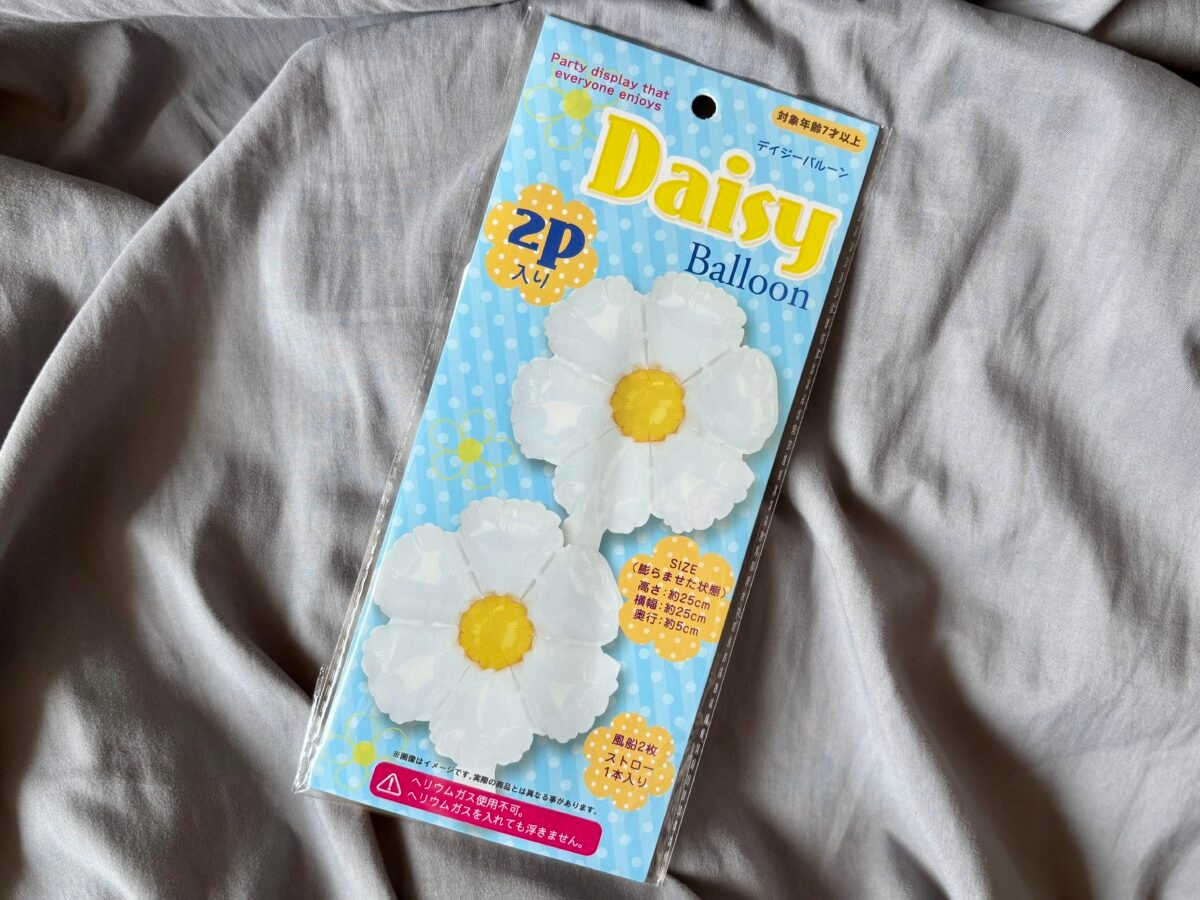 Party display that
everyone enjoys
対象年齢7才以上
デイジーバルーン
Daisy
Balloon
2P
入り
SIZE
(膨らませた状態)
高さ:約25cm
横幅:約25cm
奥行:約5cm
風船2枚
ストロー
1本入り
※画像はイメージです。実際の商品とは異なる事があります。
ヘリウムガス使用不可。
ヘリウムガスを入れても浮きません。